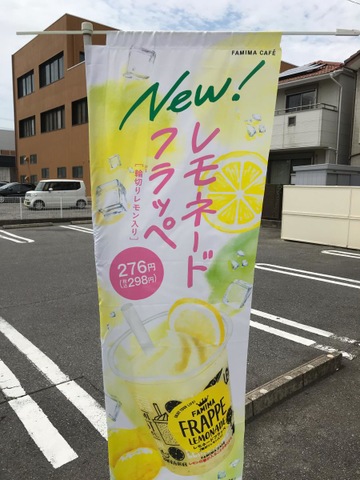 FAMIMA CAFÉ
New!
レモネード
フラッペ
[輪切りレモン入り]
276円
(税込298円)
FAMIMA
FRAPPE
LEMONADE